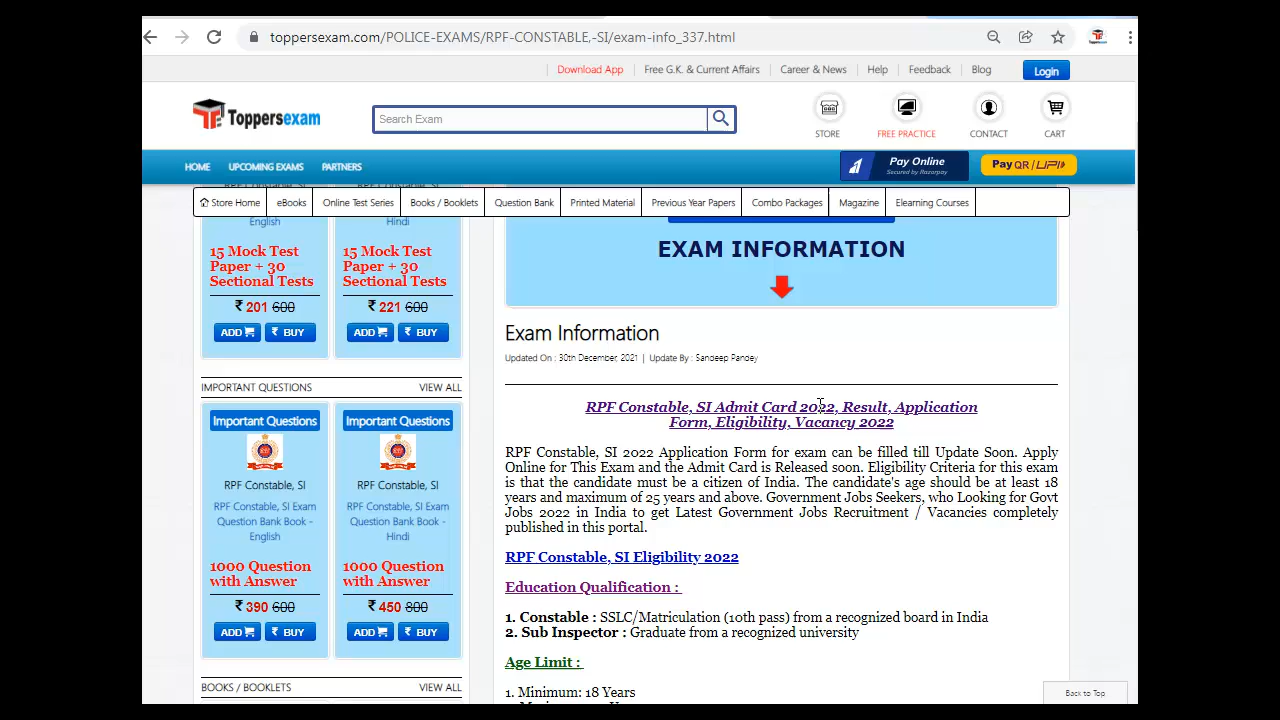 toppersexam.com/POLICE-EXAMS/RPF-CONSTABLE,-SI/exam-info_337.html
Download App
Free G.K. & Current Affairs
Career & News
Help
Feedback
Blog
Login
Toppersexam
Search Exam
STORE
FREE PRACTICE
CONTACT
CART
HOME
UPCOMING EXAMS
PARTNERS
Pay Online
Secured by Razorpay
Pay QR/UPI
Store Home
eBooks
Online Test Series
Books / Booklets
Question Bank
Printed Material
Previous Year Papers
Combo Packages
Magazine
Elearning Courses
English
15 Mock Test
Paper + 30
Sectional Tests
₹ 201 600
ADD
₹ BUY
Hindi
15 Mock Test
Paper + 30
Sectional Tests
₹ 221 600
ADD
₹ BUY
IMPORTANT QUESTIONS
VIEW ALL
Important Questions
RPF Constable, SI
RPF Constable, SI Exam
Question Bank Book -
English
1000 Question
with Answer
₹ 390 600
ADD
₹ BUY
Important Questions
RPF Constable, SI
RPF Constable, SI Exam
Question Bank Book -
Hindi
1000 Question
with Answer
₹ 450 800
ADD
₹ BUY
BOOKS / BOOKLETS
VIEW ALL
EXAM INFORMATION
Exam Information
Updated On : 30th December, 2021 | Update By : Sandeep Pandey
RPF Constable, SI Admit Card 2022, Result, Application
Form, Eligibility, Vacancy 2022
RPF Constable, SI 2022 Application Form for exam can be filled till Update Soon. Apply
Online for This Exam and the Admit Card is Released soon. Eligibility Criteria for this exam
is that the candidate must be a citizen of India. The candidate's age should be at least 18
years and maximum of 25 years and above. Government Jobs Seekers, who Looking for Govt
Jobs 2022 in India to get Latest Government Jobs Recruitment / Vacancies completely
published in this portal.
RPF Constable, SI Eligibility 2022
Education Qualification :
1. Constable : SSLC/Matriculation (10th pass) from a recognized board in India
2. Sub Inspector : Graduate from a recognized university
Age Limit :
1. Minimum: 18 Years
Back to Top